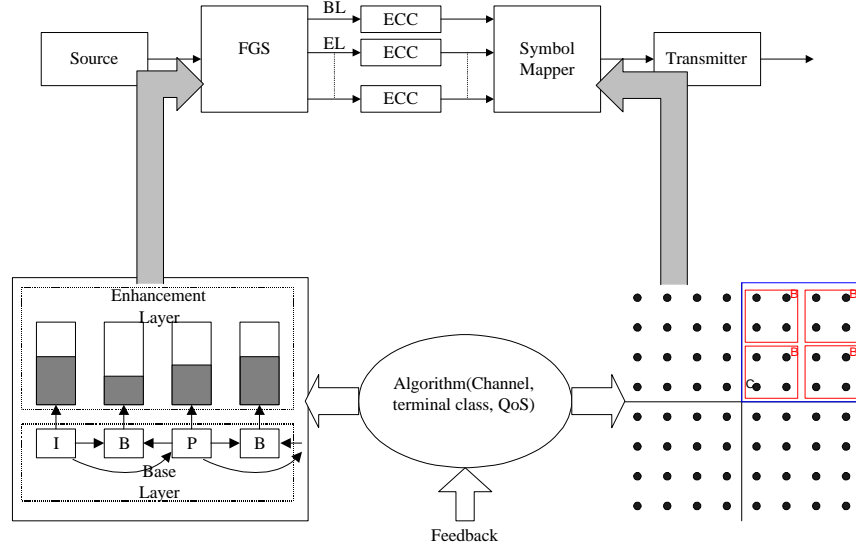 BL
ECC
Source
FGS
EL
ECC
Symbol
Mapper
Transmitter
ECC
Enhancement
Layer
B
B
B
B
C
Algorithm(Channel,
terminal class, QoS)
I
B
P
B
Base
Layer
Feedback